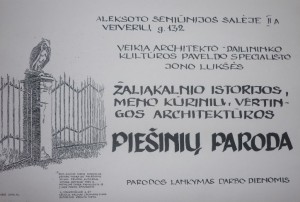 ALEKSOTO SENIŪNIJOS SALĖJE II A
VEIVERIŲ g. 132
VEIKIA ARCHITEKTO-DAILININKO
KULTŪROS PAVELDO SPECIALISTO
JONO LUKŠĖS
ŽALIAKALNIO ISTORIJOS,
MENO KŪRINIŲ, VERTIN-
GOS ARCHITEKTŪROS
PIEŠINIŲ PARODA
PARODOS LANKYMAS DARBO DIENOMIS